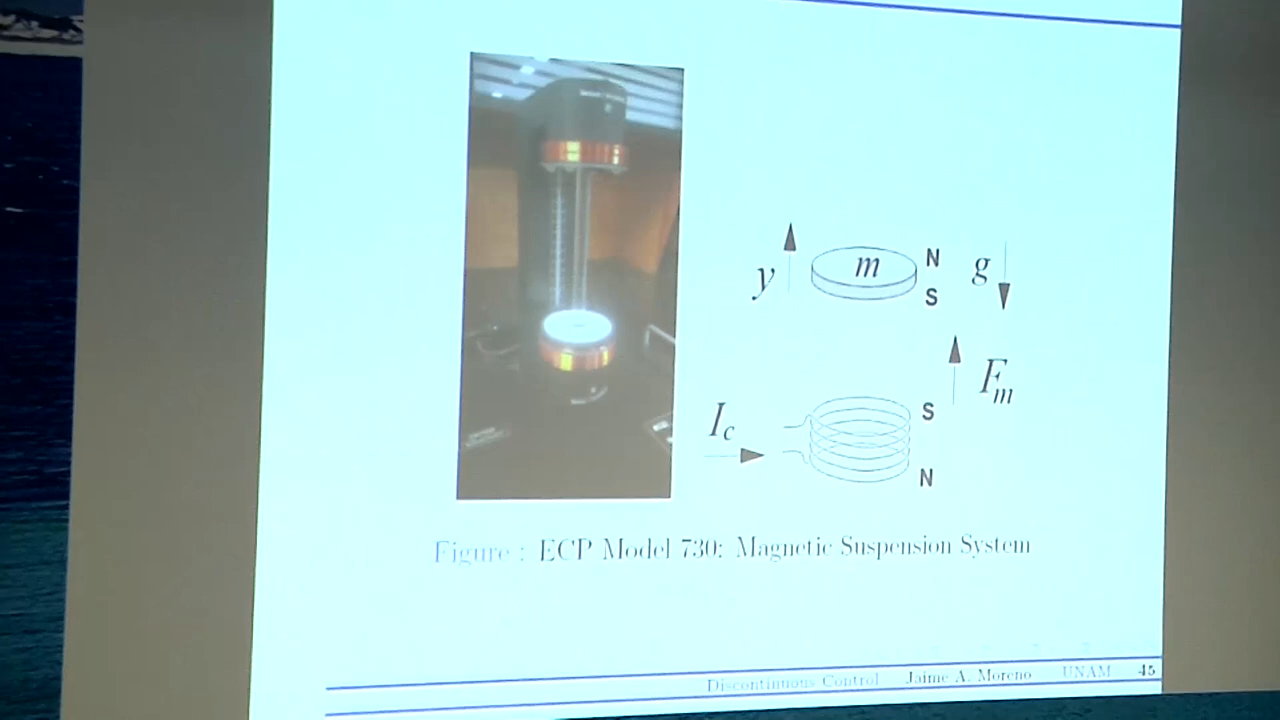 m N
y g
S
F_m
I_c S
N
Figure : ECP Model 730: Magnetic Suspension System
Discontinuous Control Jaime A. Moreno UNAM 45